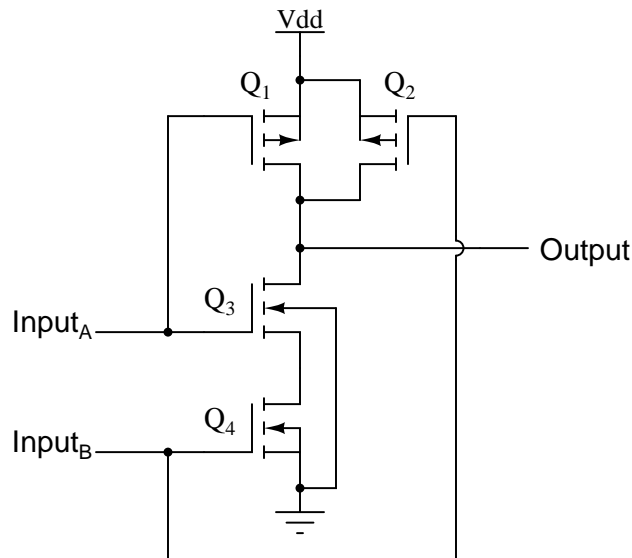 Vdd
Q1 Q2
Output
Q3
InputA
Q4
InputB